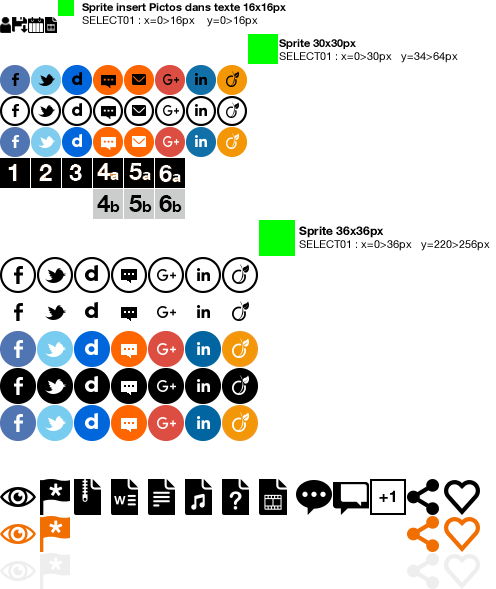 Sprite insert Pictos dans texte 16x16px
SELECT01 : x=0>16px y=0>16px
Sprite 30x30px
SELECT01 : x=0>30px y=34>64px
f d G+ in
f d G+ in
f d G+ in
1 2 3 4a 5a 6a
4b 5b 6b
Sprite 36x36px
SELECT01 : x=0>36px y=220>256px
f d G+ in
f d G+ in
f d G+ in
f d G+ in
f d G+ in
* W ? +1
*
*